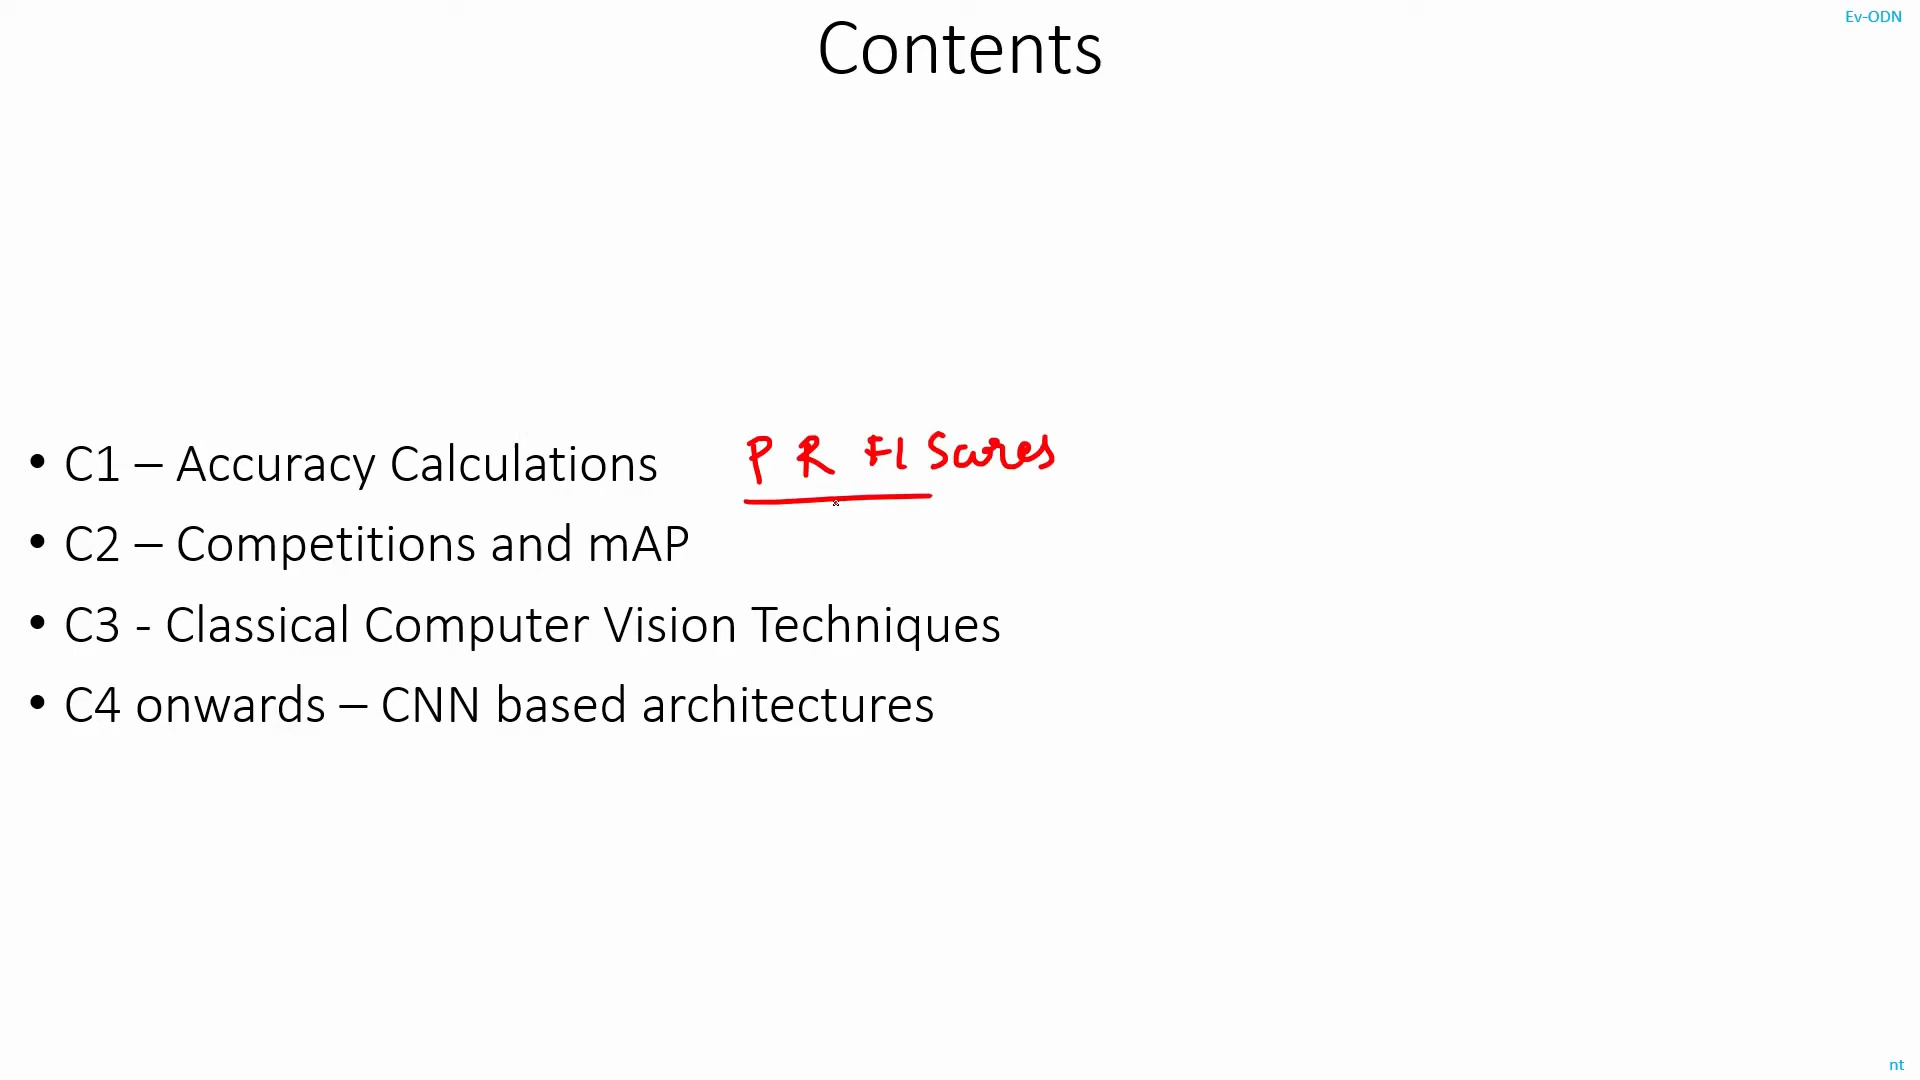 Ev-ODN
Contents
• C1 – Accuracy Calculations P R F1 Scores
• C2 – Competitions and mAP
• C3 - Classical Computer Vision Techniques
• C4 onwards – CNN based architectures
nt